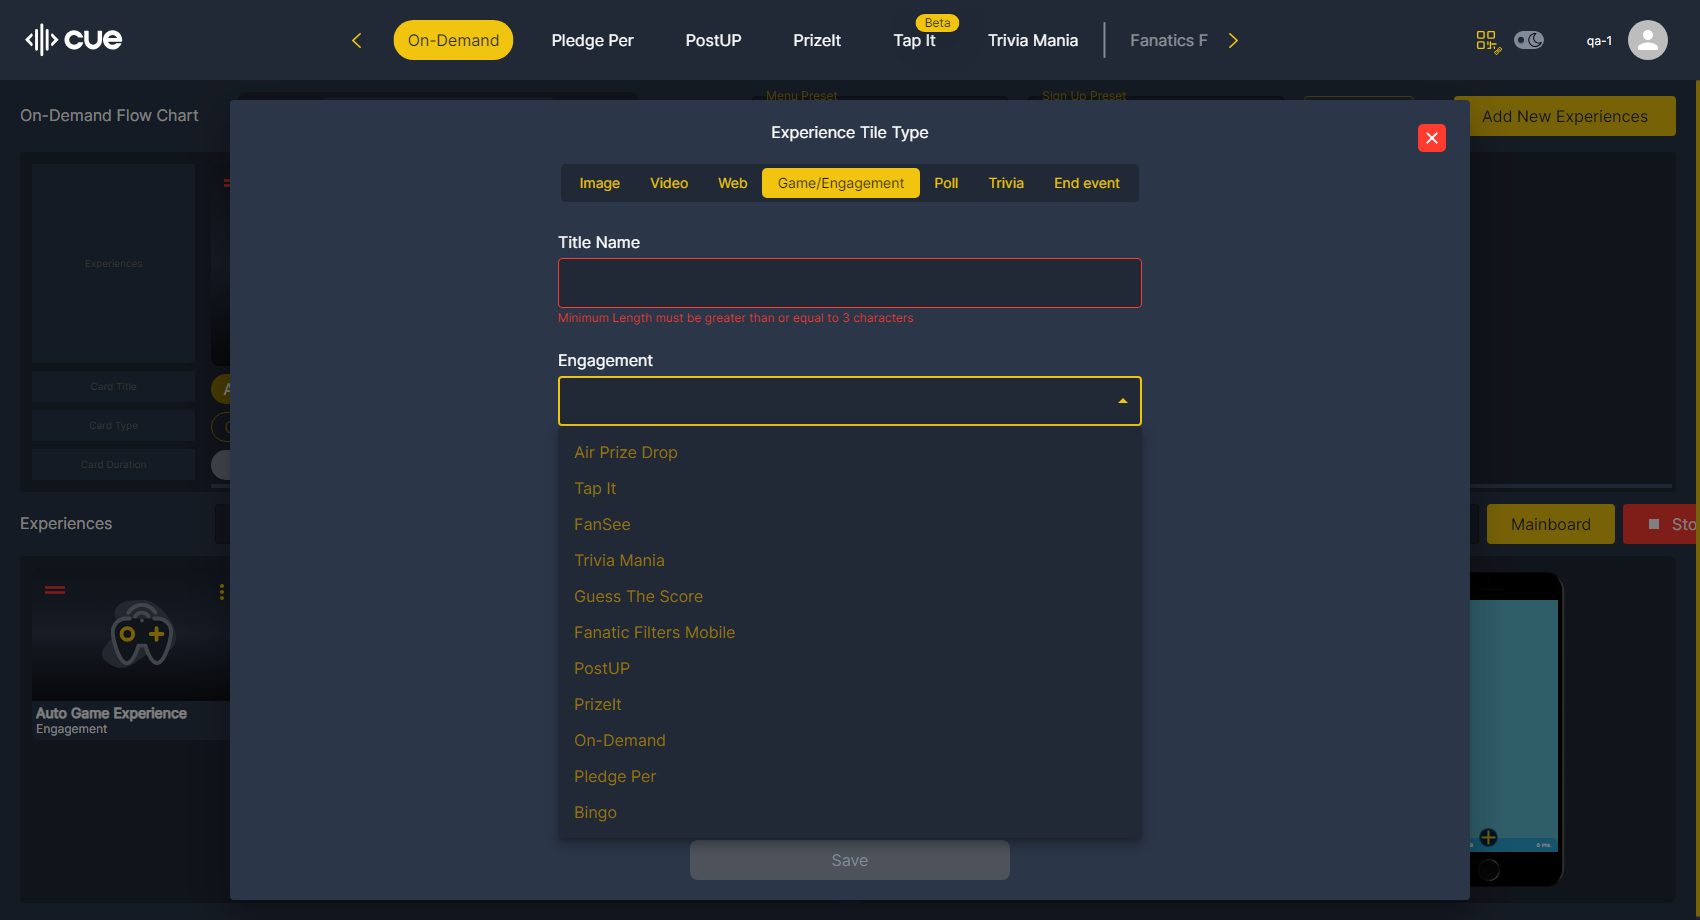 cue
On-Demand
Pledge Per
PostUP
PrizeIt
Beta
Tap It
Trivia Mania
Fanatics F
qa-1
On-Demand Flow Chart
Menu Preset
Sign Up Preset
Add New Experiences
Experience Tile Type
Image
Video
Web
Game/Engagement
Poll
Trivia
End event
Title Name
Minimum Length must be greater than or equal to 3 characters
Engagement
Air Prize Drop
Tap It
FanSee
Trivia Mania
Guess The Score
Fanatic Filters Mobile
PostUP
PrizeIt
On-Demand
Pledge Per
Bingo
Save
Experiences
Card Title
Card Type
Card Duration
Experiences
Mainboard
Sto
Auto Game Experience
Engagement